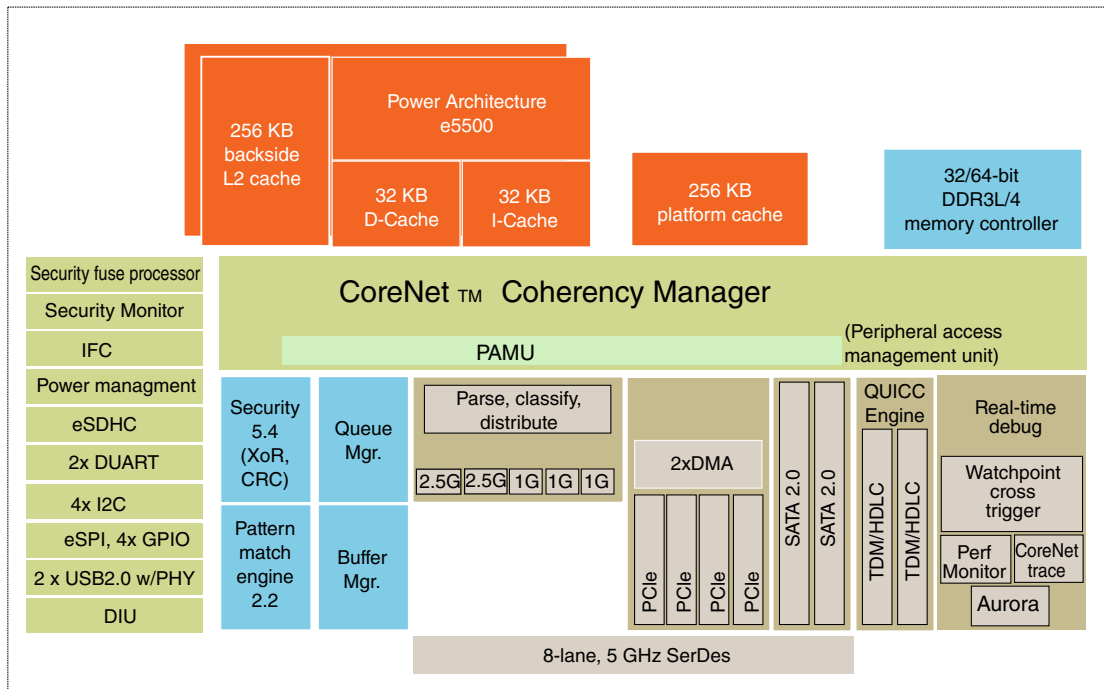 256 KB
backside
L2 cache
Power Architecture
e5500
32 KB
D-Cache
32 KB
I-Cache
256 KB
platform cache
32/64-bit
DDR3L/4
memory controller
Security fuse processor
Security Monitor
IFC
Power managment
eSDHC
2x DUART
4x I2C
eSPI, 4x GPIO
2 x USB2.0 w/PHY
DIU
CoreNet TM Coherency Manager
PAMU
(Peripheral access
management unit)
Security
5.4
(XoR,
CRC)
Queue
Mgr.
Pattern
match
engine
2.2
Buffer
Mgr.
Parse, classify,
distribute
2.5G
2.5G
1G
1G
1G
2xDMA
PCIe
PCIe
PCIe
PCIe
SATA 2.0
SATA 2.0
QUICC
Engine
TDM/HDLC
TDM/HDLC
Real-time
debug
Watchpoint
cross
trigger
Perf
Monitor
CoreNet
trace
Aurora
8-lane, 5 GHz SerDes